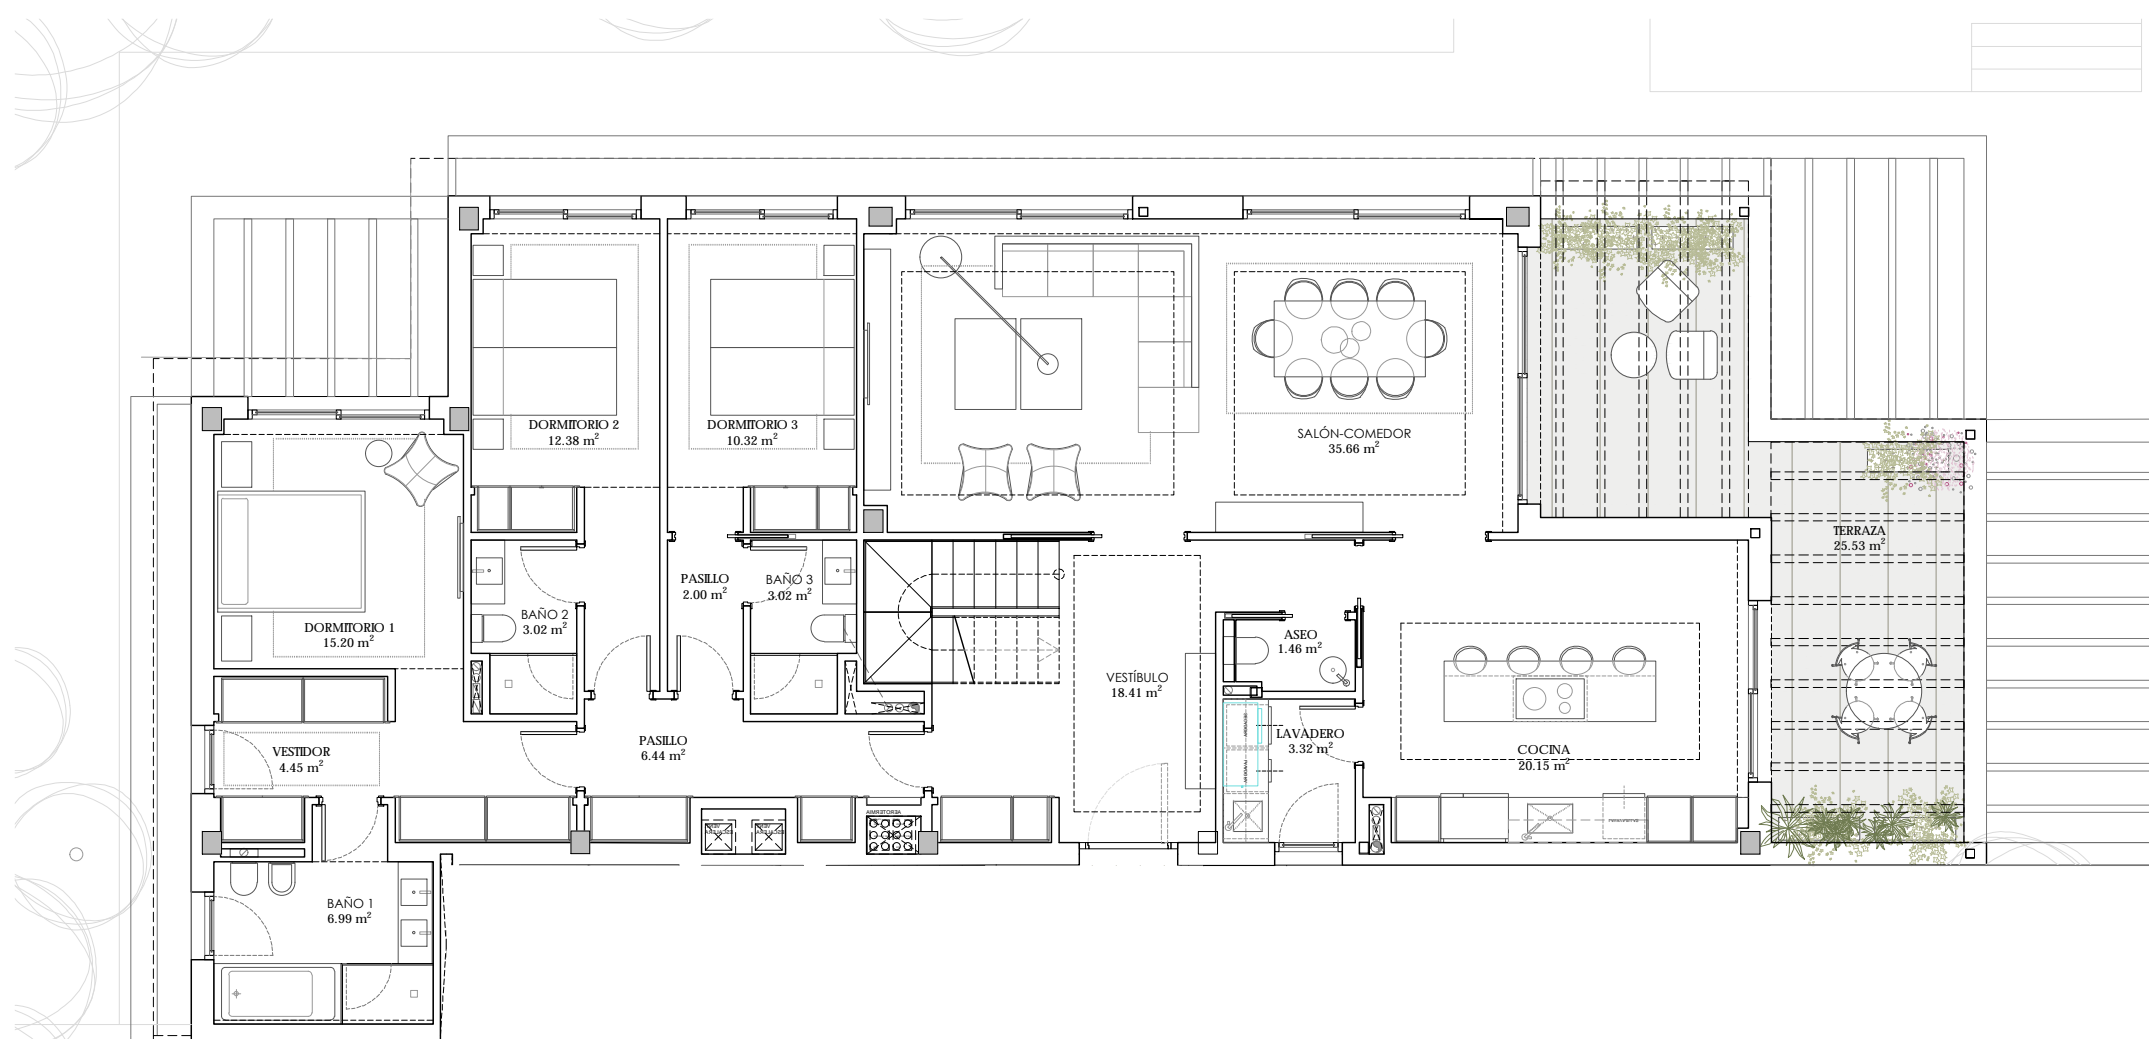 DORMITORIO 2
12.38 m²
DORMITORIO 3
10.32 m²
SALÓN-COMEDOR
35.66 m²
TERRAZA
25.53 m²
PASILLO
2.00 m²
BAÑO 3
3.02 m²
BAÑO 2
3.02 m²
DORMITORIO 1
15.20 m²
ASEO
1.46 m²
VESTÍBULO
18.41 m²
VESTIDOR
4.45 m²
PASILLO
6.44 m²
LAVADERO
3.32 m²
COCINA
20.15 m²
AEROTERMIA
BAÑO 1
6.99 m²